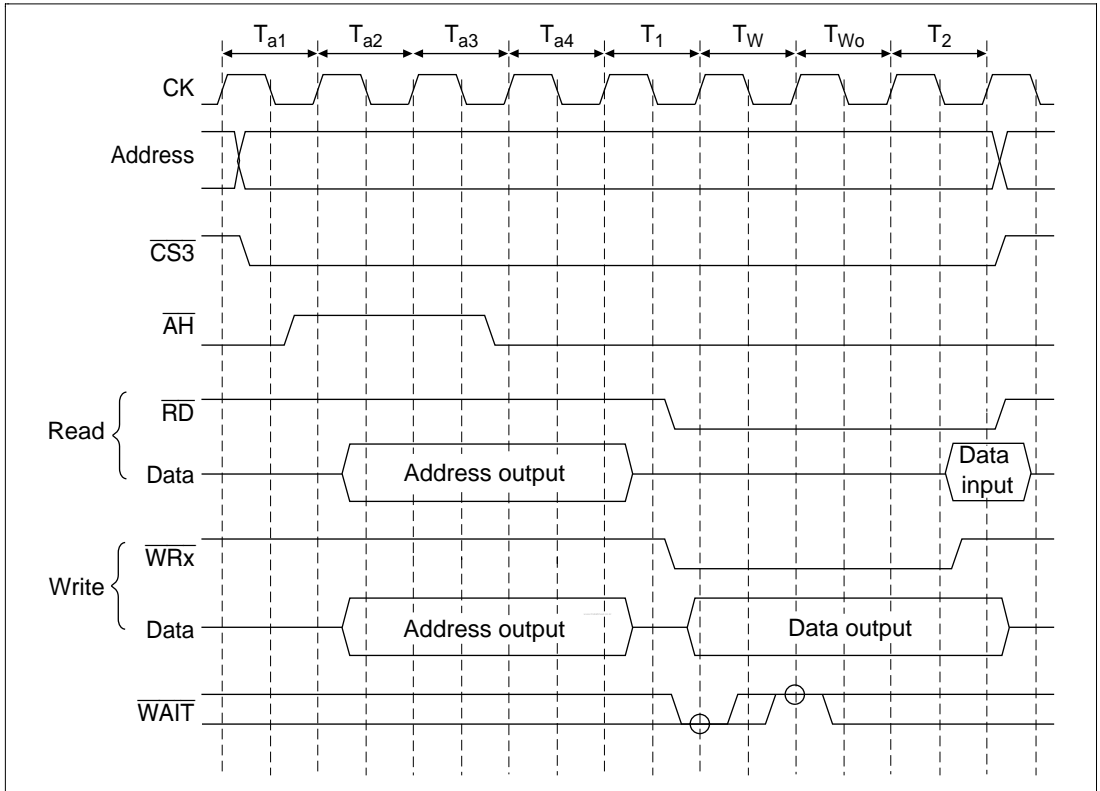 Ta1 Ta2 Ta3 Ta4 T1 TW TWo T2
CK
Address
CS3
AH
RD
Read
Data Address output Data
input
WRx
Write
Data Address output Data output
WAIT